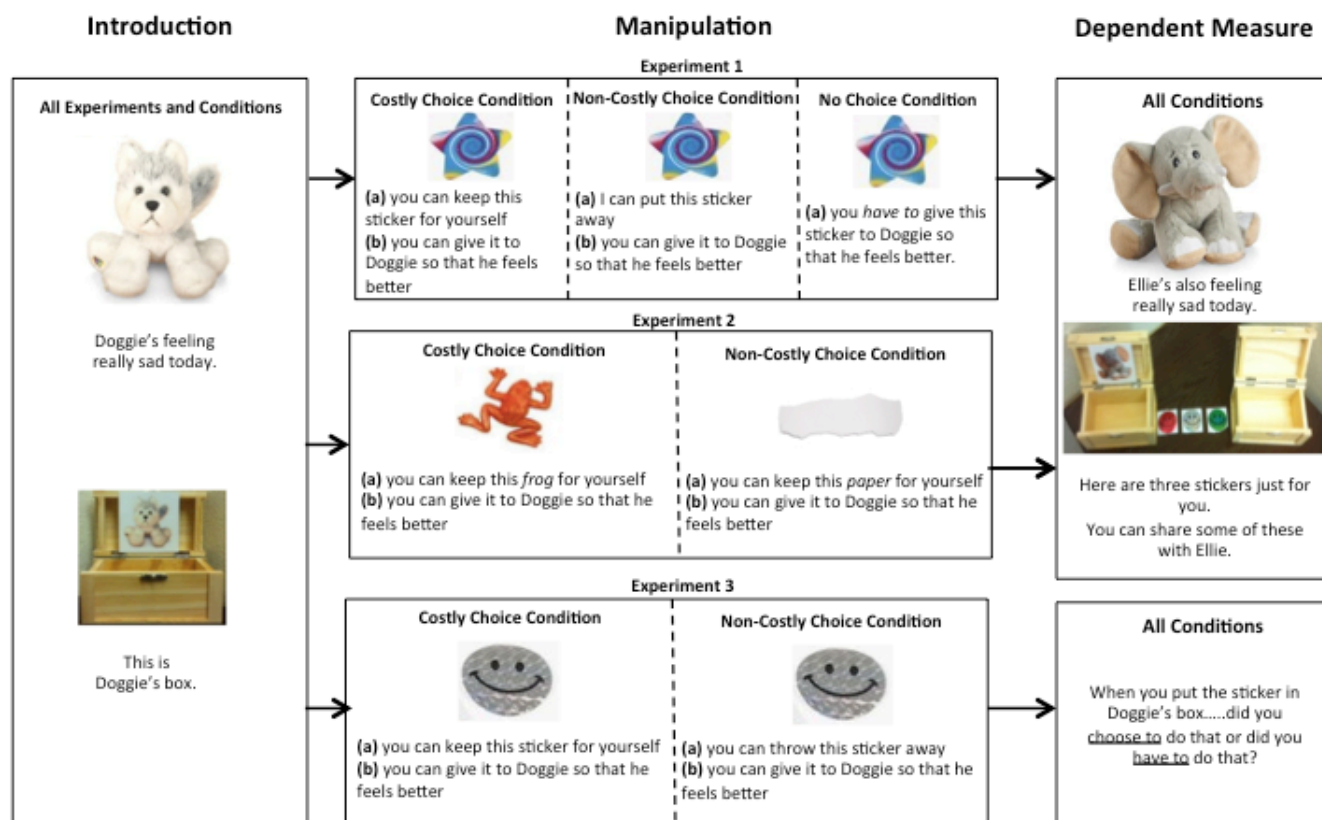 Introduction
Manipulation
Dependent Measure
All Experiments and Conditions
Doggie's feeling
really sad today.
This is
Doggie's box.
Experiment 1
Costly Choice Condition
(a) you can keep this
sticker for yourself
(b) you can give it to
Doggie so that he feels
better
Non-Costly Choice Condition
(a) I can put this sticker
away
(b) you can give it to Doggie
so that he feels better
No Choice Condition
(a) you have to give this
sticker to Doggie so
that he feels better.
Experiment 2
Costly Choice Condition
(a) you can keep this frog for yourself
(b) you can give it to Doggie so that he
feels better
Non-Costly Choice Condition
(a) you can keep this paper for yourself
(b) you can give it to Doggie so that he
feels better
Experiment 3
Costly Choice Condition
(a) you can keep this sticker for yourself
(b) you can give it to Doggie so that he
feels better
Non-Costly Choice Condition
(a) you can throw this sticker away
(b) you can give it to Doggie so that he
feels better
All Conditions
Ellie's also feeling
really sad today.
Here are three stickers just for
you.
You can share some of these
with Ellie.
All Conditions
When you put the sticker in
Doggie's box.....did you
choose to do that or did you
have to do that?